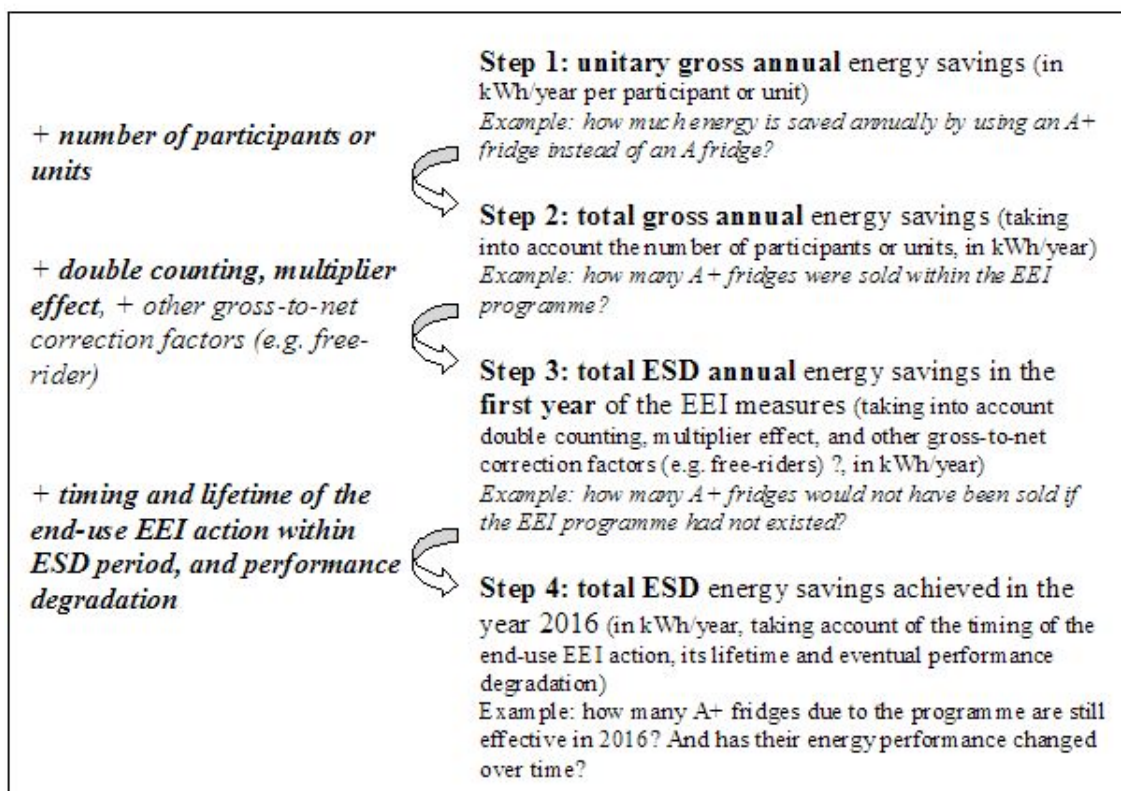 Step 1: unitary gross annual energy savings (in
kWh/year per participant or unit)
Example: how much energy is saved annually by using an A+
fridge instead of an A fridge?
+ number of participants or
units
Step 2: total gross annual energy savings (taking
into account the number of participants or units, in kWh/year)
Example: how many A+ fridges were sold within the EEI
programme?
+ double counting, multiplier
effect, + other gross-to-net
correction factors (e.g. free-
rider)
Step 3: total ESD annual energy savings in the
first year of the EEI measures (taking into account
double counting, multiplier effect, and other gross-to-net
correction factors (e.g. free-riders) ?, in kWh/year)
Example: how many A+ fridges would not have been sold if
the EEI programme had not existed?
+ timing and lifetime of the
end-use EEI action within
ESD period, and performance
degradation
Step 4: total ESD energy savings achieved in the
year 2016 (in kWh/year, taking account of the timing of the
end-use EEI action, its lifetime and eventual performance
degradation)
Example: how many A+ fridges due to the programme are still
effective in 2016? And has their energy performance changed
over time?